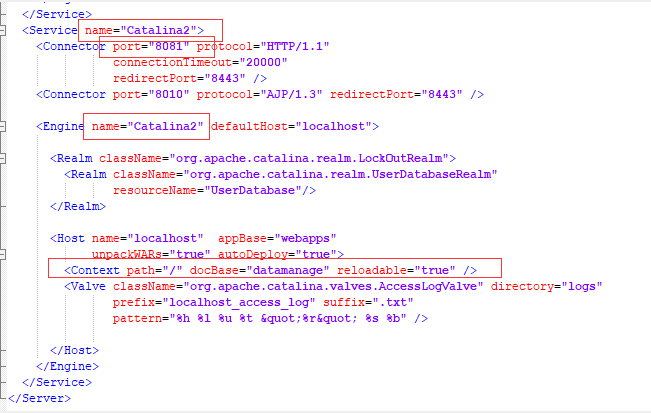 </Service>
<Service name="Catalina2">
<Connector port="8081" protocol="HTTP/1.1"
connectionTimeout="20000"
redirectPort="8443" />
<Connector port="8010" protocol="AJP/1.3" redirectPort="8443" />
<Engine name="Catalina2" defaultHost="localhost">
<Realm className="org.apache.catalina.realm.LockOutRealm">
<Realm className="org.apache.catalina.realm.UserDatabaseRealm"
resourceName="UserDatabase"/>
</Realm>
<Host name="localhost"  appBase="webapps"
unpackWARs="true" autoDeploy="true">
<Context path="/" docBase="datamanage" reloadable="true" />
<Valve className="org.apache.catalina.valves.AccessLogValve" directory="logs"
prefix="localhost_access_log" suffix=".txt"
pattern="%h %l %u %t &quot;%r&quot; %s %b" />
</Host>
</Engine>
</Service>
</Server>